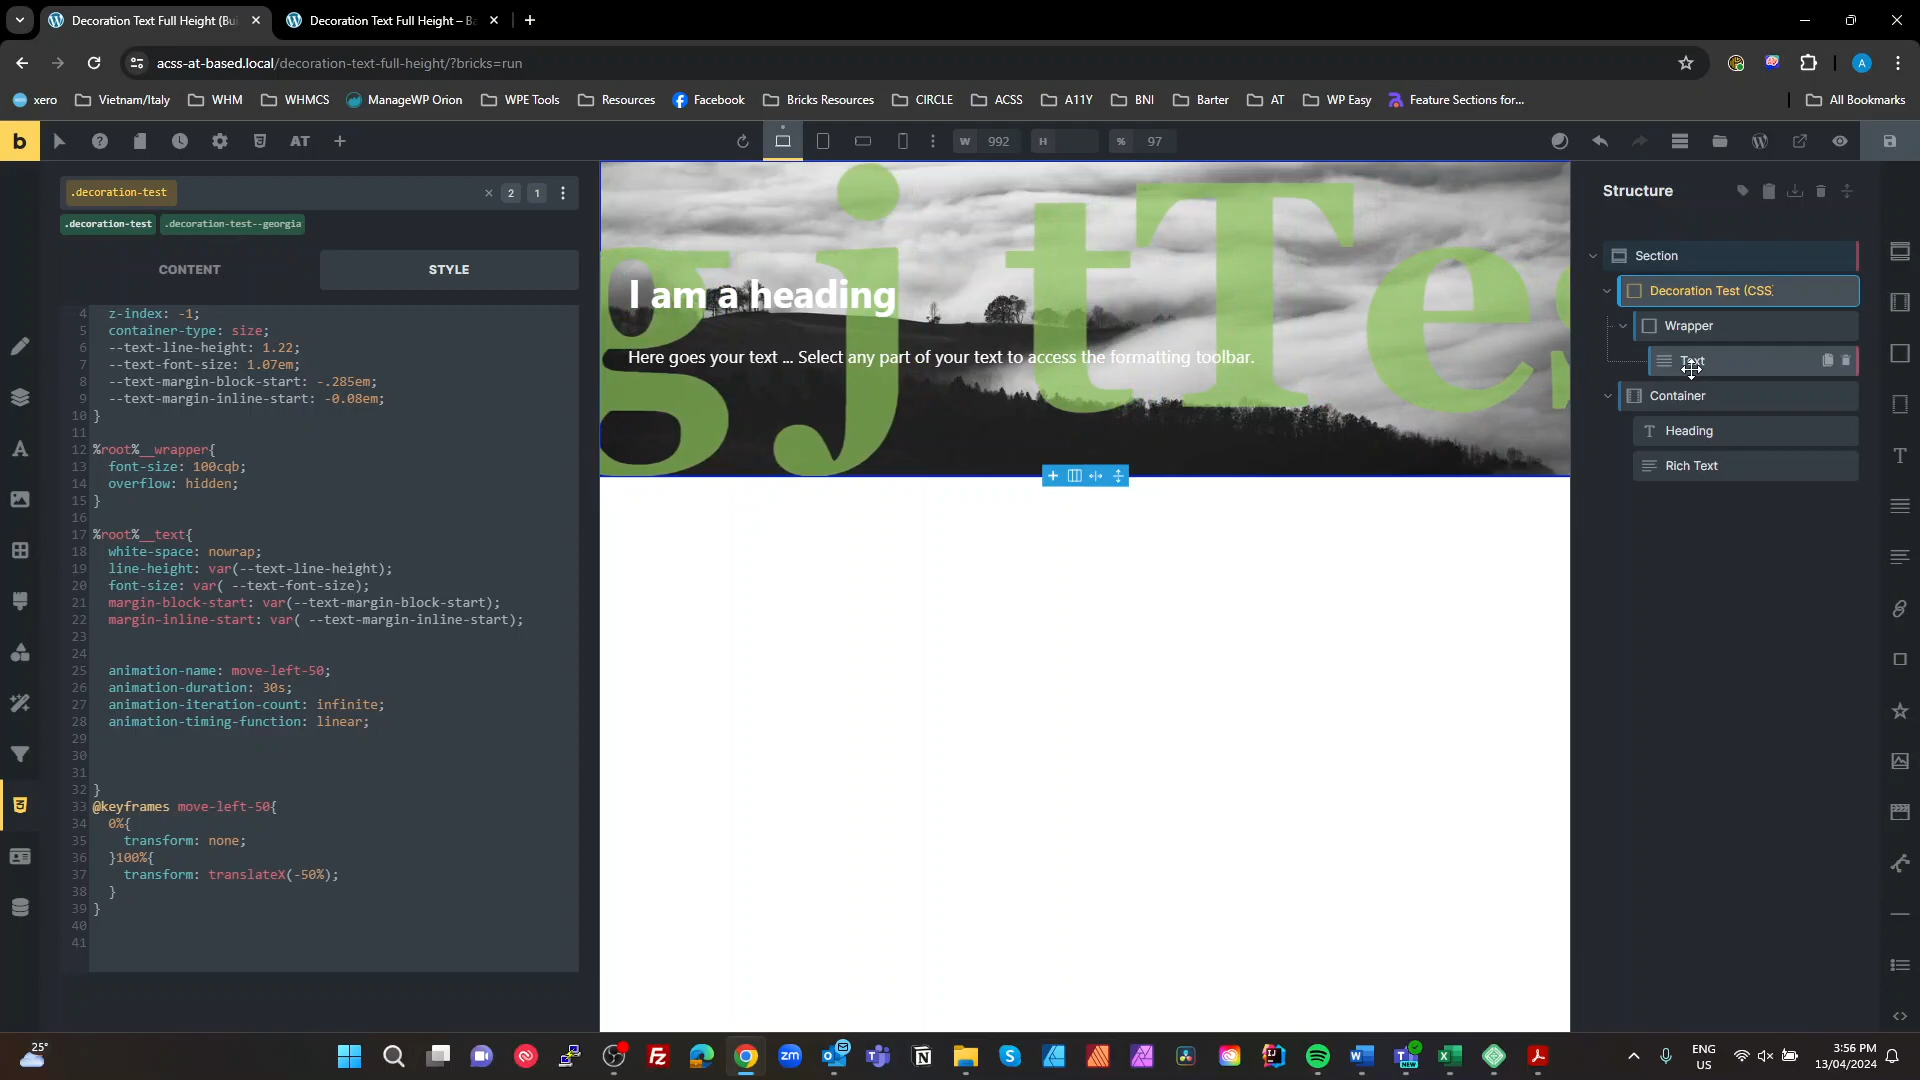 Decoration Text Full Height (Bui
Decoration Text Full Height – Ba
acss-at-based.local/decoration-text-full-height/?bricks=run
A
xero
Vietnam/Italy
WHM
WHMCS
ManageWP Orion
WPE Tools
Resources
Facebook
Bricks Resources
CIRCLE
ACSS
A11Y
BNI
Barter
AT
WP Easy
Feature Sections for...
All Bookmarks
b
AT
W 992
H
% 97
.decoration-test
2
1
.decoration-test
.decoration-test--georgia
CONTENT
STYLE
4 z-index: -1;
5 container-type: size;
6 --text-line-height: 1.22;
7 --text-font-size: 1.07em;
8 --text-margin-block-start: -.285em;
9 --text-margin-inline-start: -0.08em;
10 }
11
12 %root%__wrapper{
13 font-size: 100cqb;
14 overflow: hidden;
15 }
16
17 %root%__text{
18 white-space: nowrap;
19 line-height: var(--text-line-height);
20 font-size: var( --text-font-size);
21 margin-block-start: var(--text-margin-block-start);
22 margin-inline-start: var( --text-margin-inline-start);
23
24
25 animation-name: move-left-50;
26 animation-duration: 30s;
27 animation-iteration-count: infinite;
28 animation-timing-function: linear;
29
30
31
32 }
33 @keyframes move-left-50{
34 0%{
35 transform: none;
36 }100%{
37 transform: translateX(-50%);
38 }
39 }
40
41
gj tTes
I am a heading
Here goes your text ... Select any part of your text to access the formatting toolbar.
Structure
Section
Decoration Test (CSS)
Wrapper
Text
Container
Heading
Rich Text
25°
zm
NEW
ENG
US
3:56 PM
13/04/2024